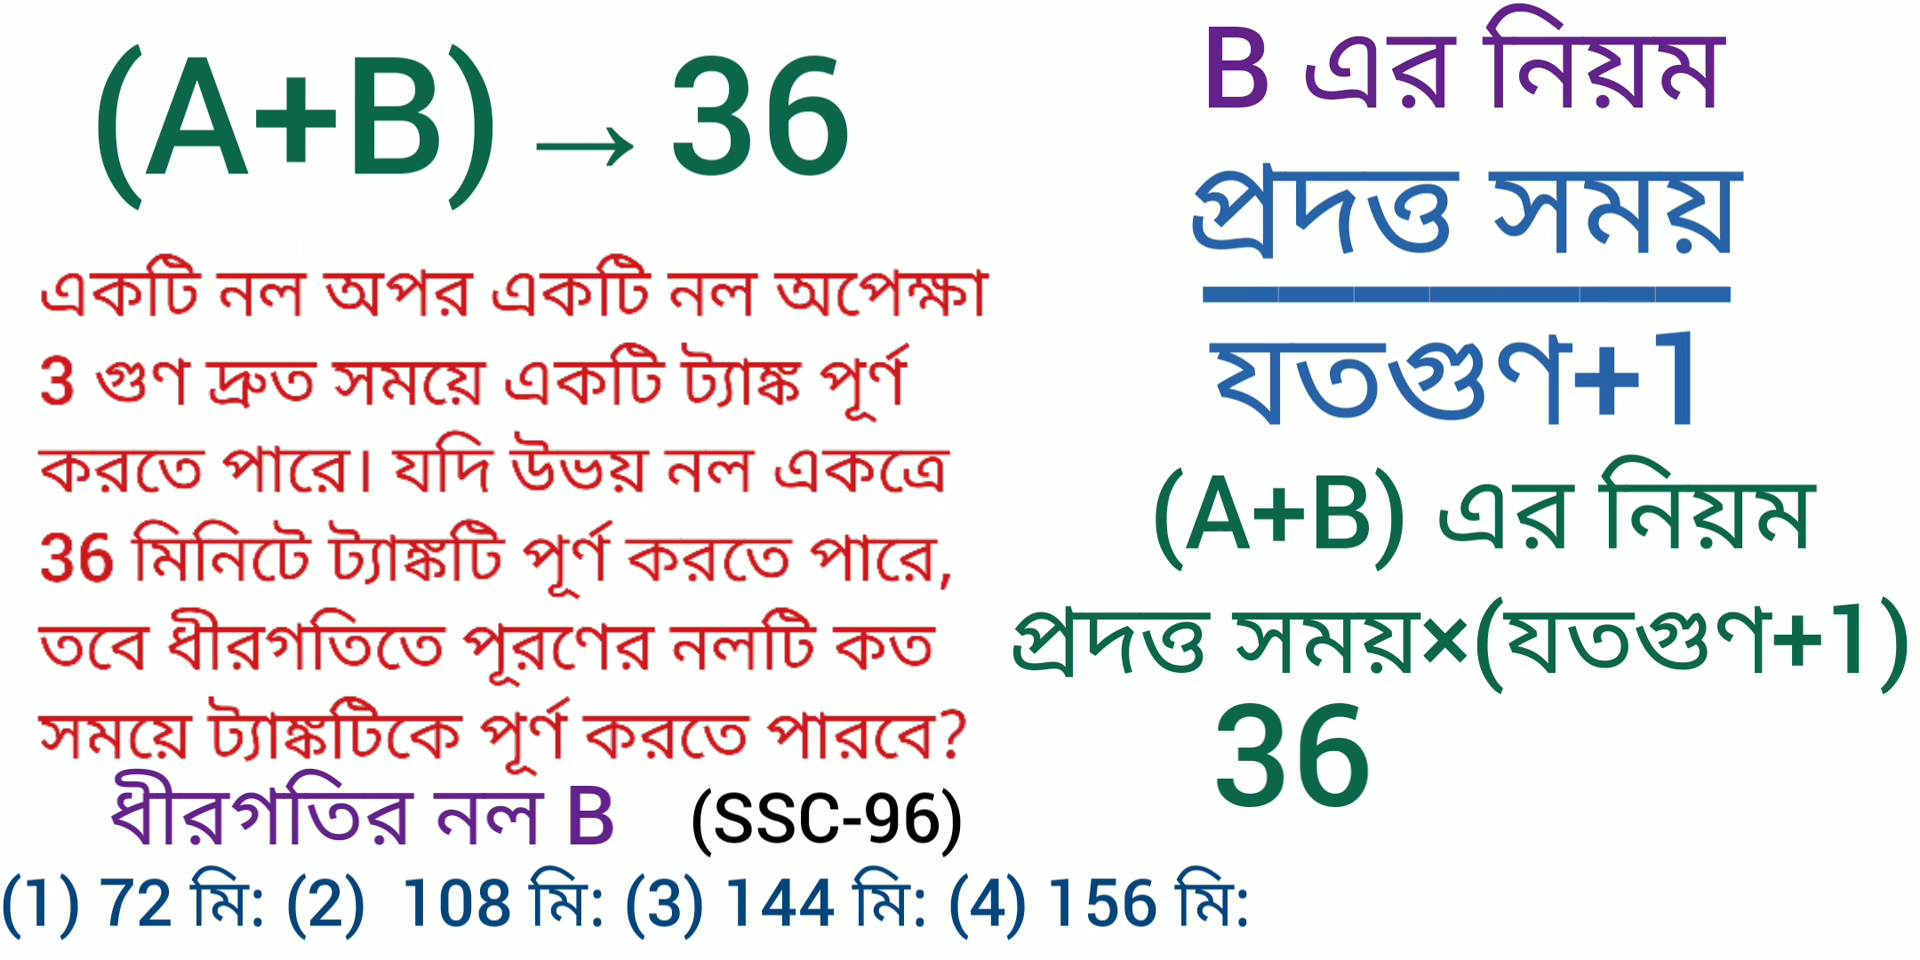 (A+B) → 36
একটি নল অপর একটি নল অপেক্ষা
3 গুণ দ্রুত সময়ে একটি ট্যাঙ্ক পূর্ণ
করতে পারে। যদি উভয় নল একত্রে
36 মিনিটে ট্যাঙ্কটি পূর্ণ করতে পারে,
তবে ধীরগতিতে পূরণের নলটি কত
সময়ে ট্যাঙ্কটিকে পূর্ণ করতে পারবে?
ধীরগতির নল B (SSC-96)
(1) 72 মি: (2) 108 মি: (3) 144 মি: (4) 156 মি:
B এর নিয়ম
প্রদত্ত সময়
যতগুণ+1
(A+B) এর নিয়ম
প্রদত্ত সময়×(যতগুণ+1)
36